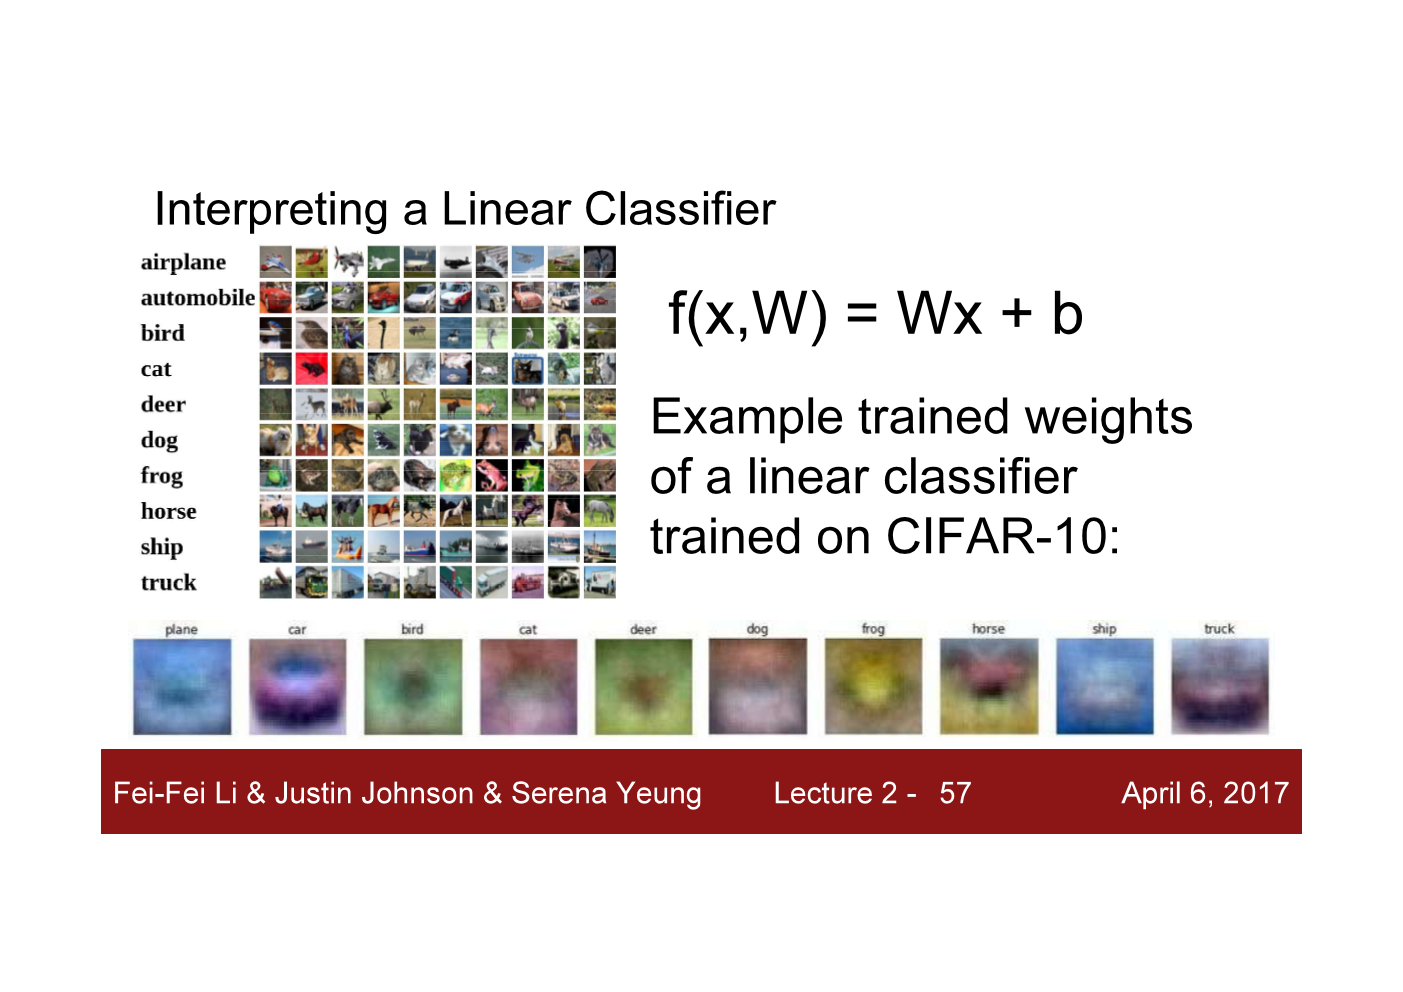 Interpreting a Linear Classifier
airplane
automobile
bird
cat
deer
dog
frog
horse
ship
truck
f(x,W) = Wx + b
Example trained weights
of a linear classifier
trained on CIFAR-10:
plane car bird cat deer dog frog horse ship truck
Fei-Fei Li & Justin Johnson & Serena Yeung Lecture 2 - 57 April 6, 2017